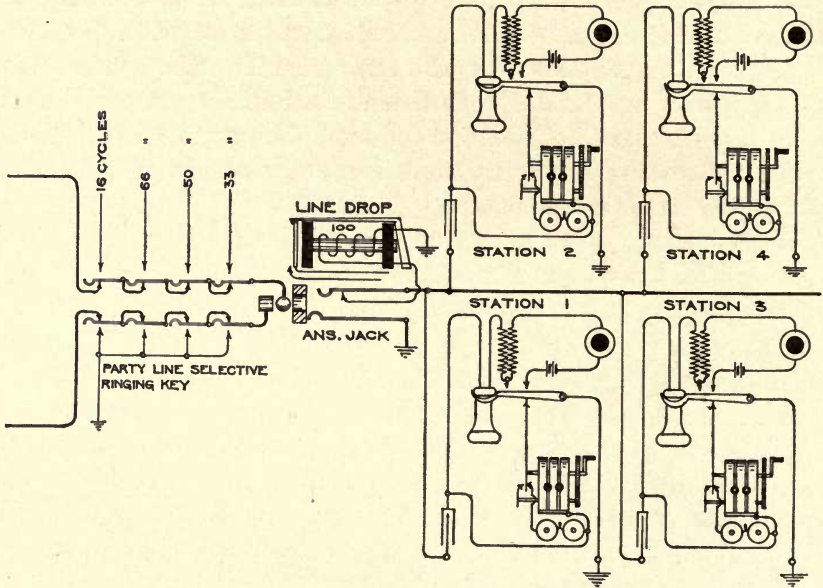 16 CYCLES
66 "
50 "
33 "
LINE DROP
100
ANS. JACK
PARTY LINE SELECTIVE
RINGING KEY
STATION 2
STATION 4
STATION 1
STATION 3